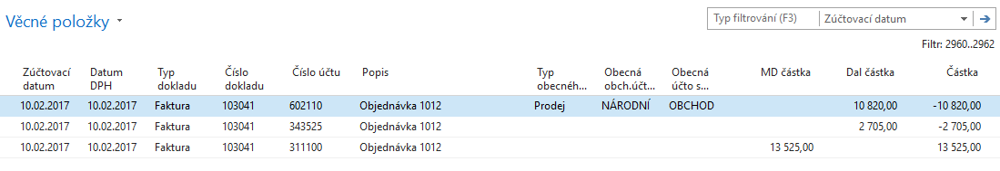 Věcné položky
Typ filtrování (F3) Zúčtovací datum
Filtr: 2960..2962
Zúčtovací datum Datum DPH Typ dokladu Číslo dokladu Číslo účtu Popis Typ obecnéh... Obecná obch.účt... Obecná účto s... MD částka Dal částka Částka
10.02.2017 10.02.2017 Faktura 103041 602110 Objednávka 1012 Prodej NÁRODNÍ OBCHOD 10 820,00 -10 820,00
10.02.2017 10.02.2017 Faktura 103041 343525 Objednávka 1012 2 705,00 -2 705,00
10.02.2017 10.02.2017 Faktura 103041 311100 Objednávka 1012 13 525,00 13 525,00